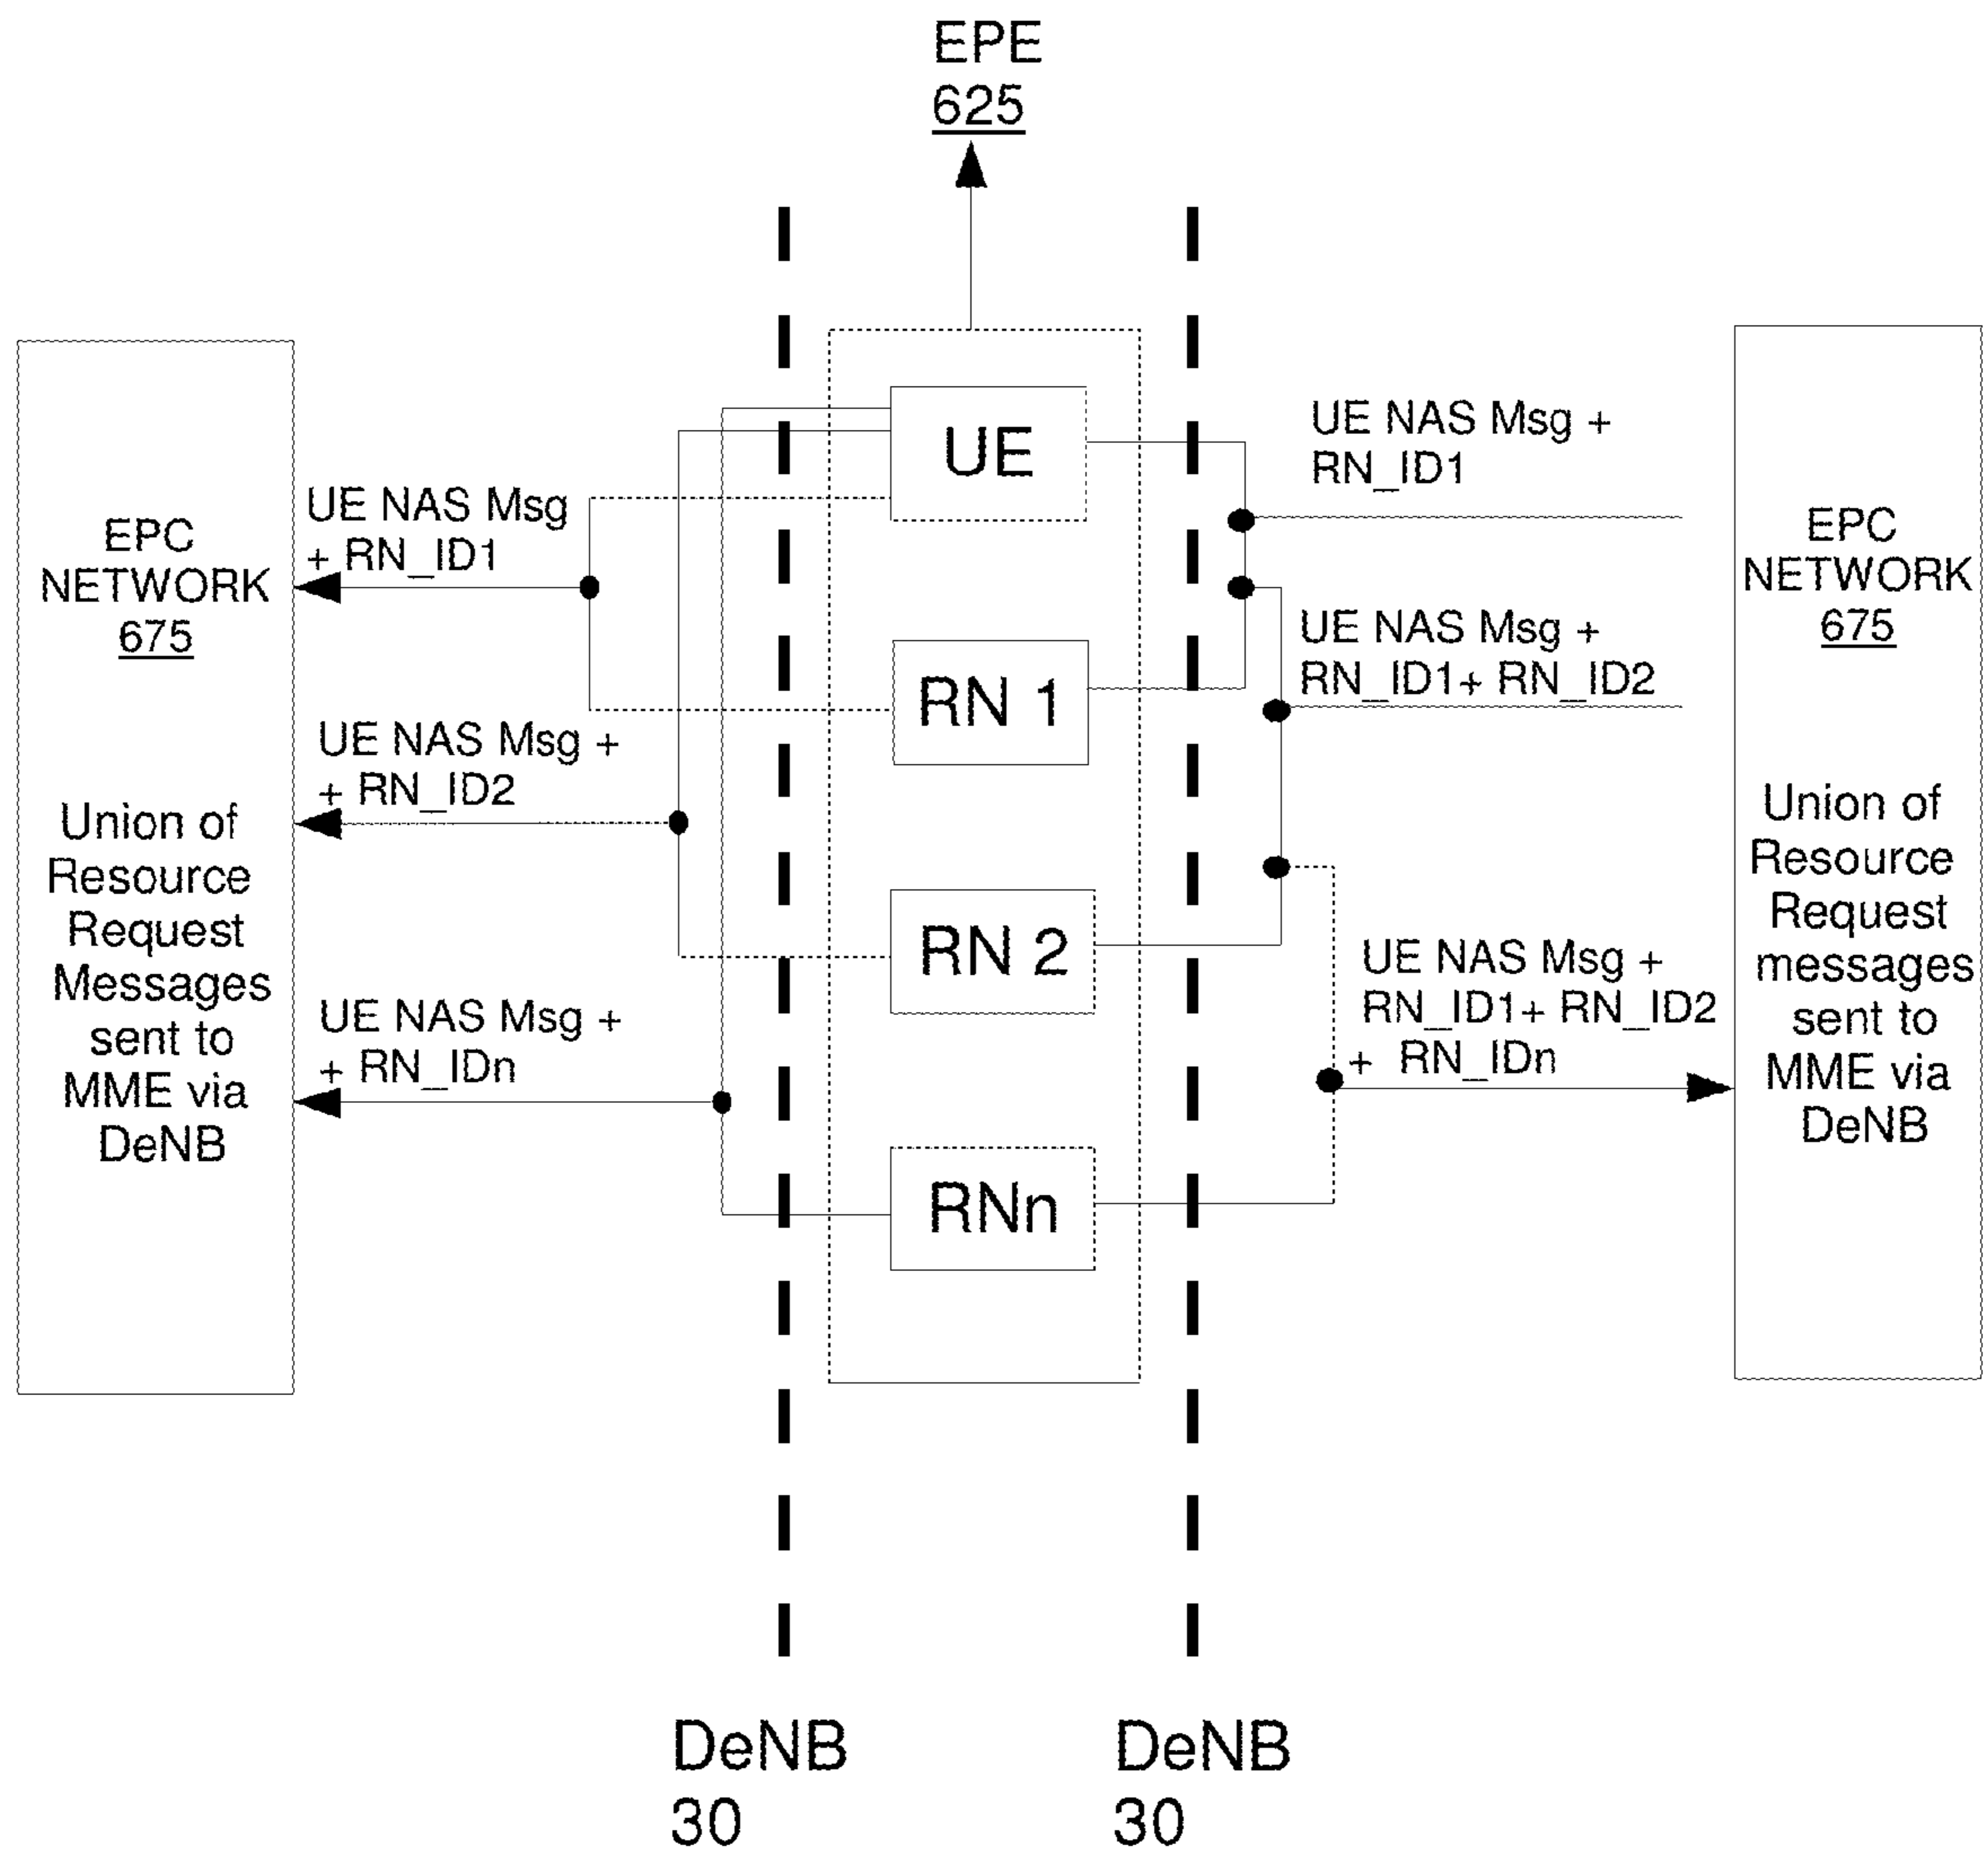 EPE
625
EPC
NETWORK
675
Union of
Resource
Request
Messages
sent to
MME via
DeNB
UE NAS Msg
+ RN_ID1
UE NAS Msg +
+ RN_ID2
UE NAS Msg +
+ RN_IDn
UE
RN 1
RN 2
RNn
UE NAS Msg +
RN_ID1
UE NAS Msg +
RN_ID1+ RN_ID2
UE NAS Msg +
RN_ID1+ RN_ID2
+ RN_IDn
EPC
NETWORK
675
Union of
Resource
Request
messages
sent to
MME via
DeNB
DeNB
30
DeNB
30